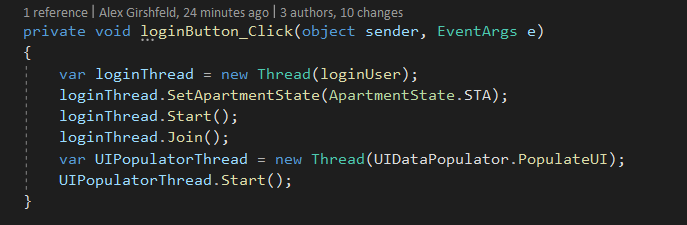 1 reference | Alex Girshfeld, 24 minutes ago | 3 authors, 10 changes
private void loginButton_Click(object sender, EventArgs e)
{
    var loginThread = new Thread(loginUser);
    loginThread.SetApartmentState(ApartmentState.STA);
    loginThread.Start();
    loginThread.Join();
    var UIPopulatorThread = new Thread(UIDataPopulator.PopulateUI);
    UIPopulatorThread.Start();
}